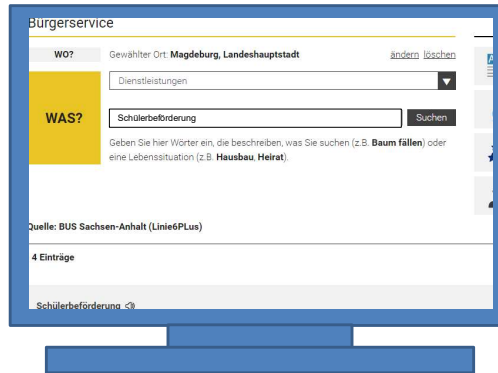 Bürgerservice
WO? Gewählter Ort: Magdeburg, Landeshauptstadt ändern löschen
Dienstleistungen
WAS? Schülerbeförderung Suchen
Geben Sie hier Wörter ein, die beschreiben, was Sie suchen (z.B. Baum fällen) oder
eine Lebenssituation (z.B. Hausbau, Heirat).
Quelle: BUS Sachsen-Anhalt (Linie6PLus)
4 Einträge
Schülerbeförderung